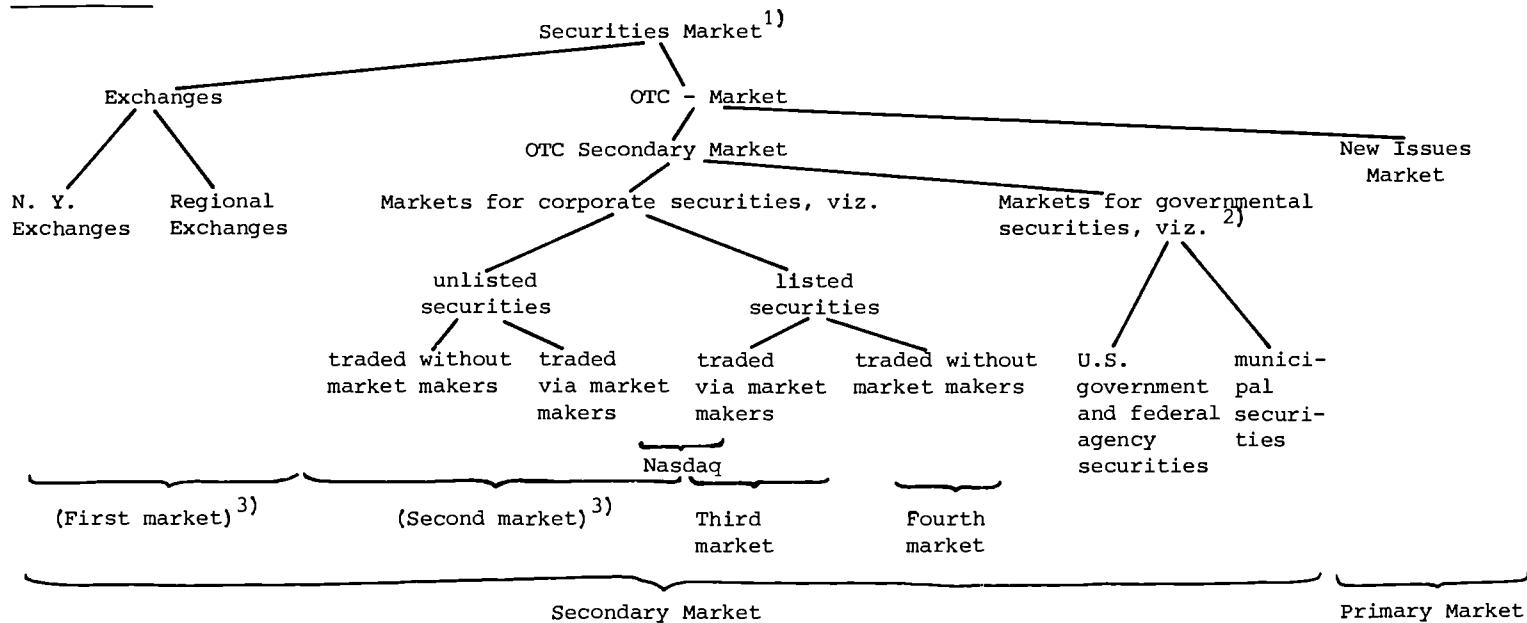 Securities Market 1)
Exchanges
OTC - Market
OTC Secondary Market
New Issues
Market
N. Y.
Exchanges
Regional
Exchanges
Markets for corporate securities, viz.
Markets for governmental
securities, viz. 2)
unlisted
securities
listed
securities
traded without
market makers
traded
via market
makers
traded
via market
makers
traded without
market makers
U.S.
government
and federal
agency
securities
munici-
pal
securi-
ties
Nasdaq
(First market) 3)
(Second market) 3)
Third
market
Fourth
market
Secondary Market
Primary Market